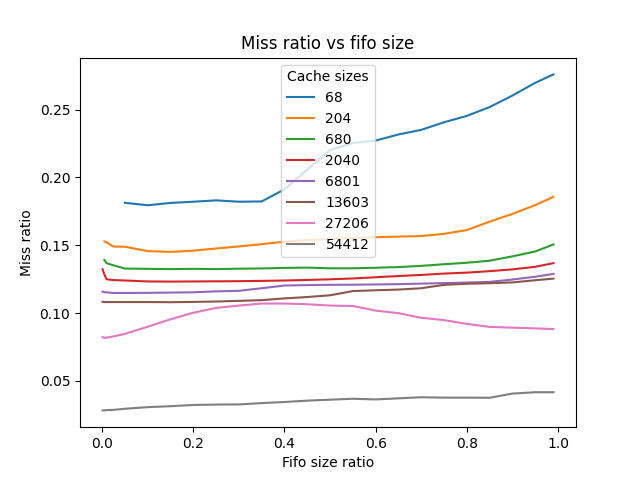 Miss ratio vs fifo size
Cache sizes
68
204
680
2040
6801
13603
27206
54412
0.25
0.20
0.15
0.10
0.05
Miss ratio
0.0 0.2 0.4 0.6 0.8 1.0
Fifo size ratio